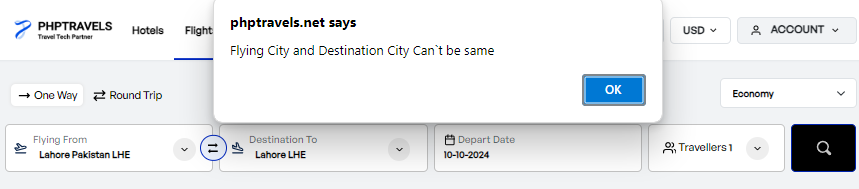 PHPTRAVELS
Travel Tech Partner
Hotels
Flights
phptravels.net says
Flying City and Destination City Can`t be same
OK
USD
ACCOUNT
One Way
Round Trip
Economy
Flying From
Lahore Pakistan LHE
Destination To
Lahore LHE
Depart Date
10-10-2024
Travellers 1